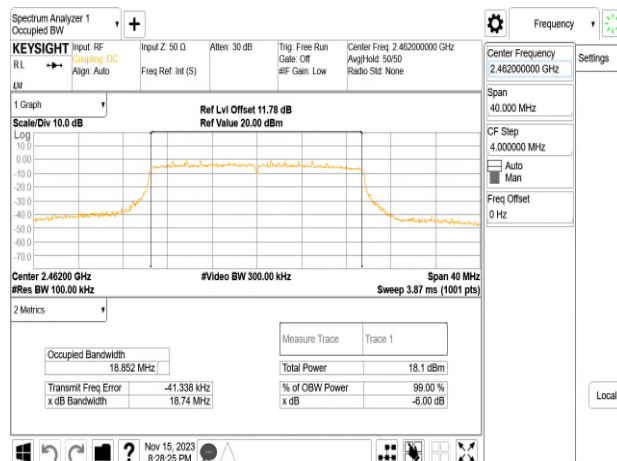 Spectrum Analyzer 1
Occupied BW
Frequency
KEYSIGHT
Input: RF
Coupling: DC
Align: Auto
Input Z: 50 Ω
Freq Ref: Int (S)
Atten: 30 dB
Trig: Free Run
Gate: Off
#IF Gain: Low
Center Freq: 2.462000000 GHz
Avg|Hold: 50/50
Radio Std: None
RL
LXI
Center Frequency
2.462000000 GHz
Settings
Span
40.000 MHz
CF Step
4.000000 MHz
Auto
Man
Freq Offset
0 Hz
1 Graph
Scale/Div 10.0 dB
Ref Lvl Offset 11.78 dB
Ref Value 20.00 dBm
Log
10.0
0.00
-10.0
-20.0
-30.0
-40.0
-50.0
-60.0
-70.0
Center 2.46200 GHz
#Video BW 300.00 kHz
Span 40 MHz
#Res BW 100.00 kHz
Sweep 3.87 ms (1001 pts)
2 Metrics
Measure Trace
Trace 1
Occupied Bandwidth
18.852 MHz
Total Power
18.1 dBm
Transmit Freq Error
-41.338 kHz
% of OBW Power
99.00 %
x dB Bandwidth
18.74 MHz
x dB
-6.00 dB
Local
?
Nov 15, 2023
8:28:25 PM